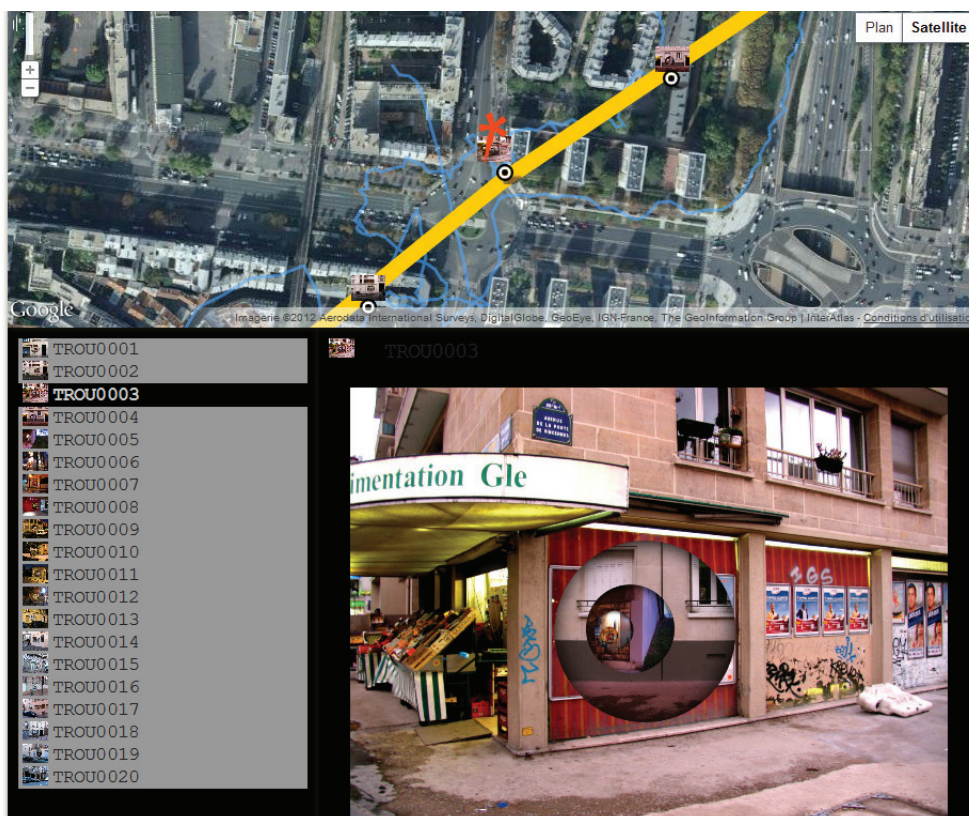 Plan Satellite
Google
Imagerie ©2012 Aerodata International Surveys, DigitalGlobe, GeoEye, IGN-France, The GeoInformation Group | InterAtlas - Conditions d'utilisatio
TROU0001
TROU0002
TROU0003
TROU0004
TROU0005
TROU0006
TROU0007
TROU0008
TROU0009
TROU0010
TROU0011
TROU0012
TROU0013
TROU0014
TROU0015
TROU0016
TROU0017
TROU0018
TROU0019
TROU0020
TROU0003
AVENUE
DE LA PORTE
DE VINCENNES
imentation Gle